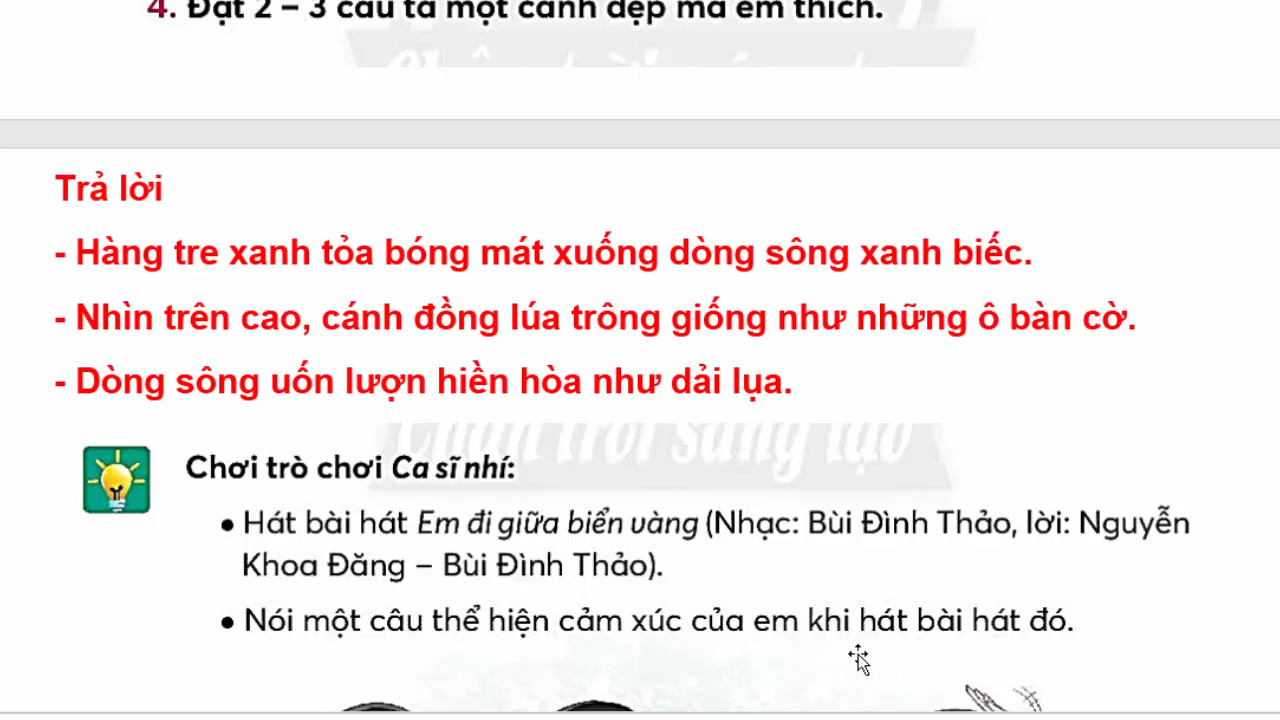 4. Đặt 2 – 3 câu tả một cảnh đẹp mà em thích.
Trả lời
- Hàng tre xanh tỏa bóng mát xuống dòng sông xanh biếc.
- Nhìn trên cao, cánh đồng lúa trông giống như những ô bàn cờ.
- Dòng sông uốn lượn hiền hòa như dải lụa.
Chân trời sáng tạo
Chơi trò chơi Ca sĩ nhí:
• Hát bài hát Em đi giữa biển vàng (Nhạc: Bùi Đình Thảo, lời: Nguyễn
Khoa Đăng – Bùi Đình Thảo).
• Nói một câu thể hiện cảm xúc của em khi hát bài hát đó.